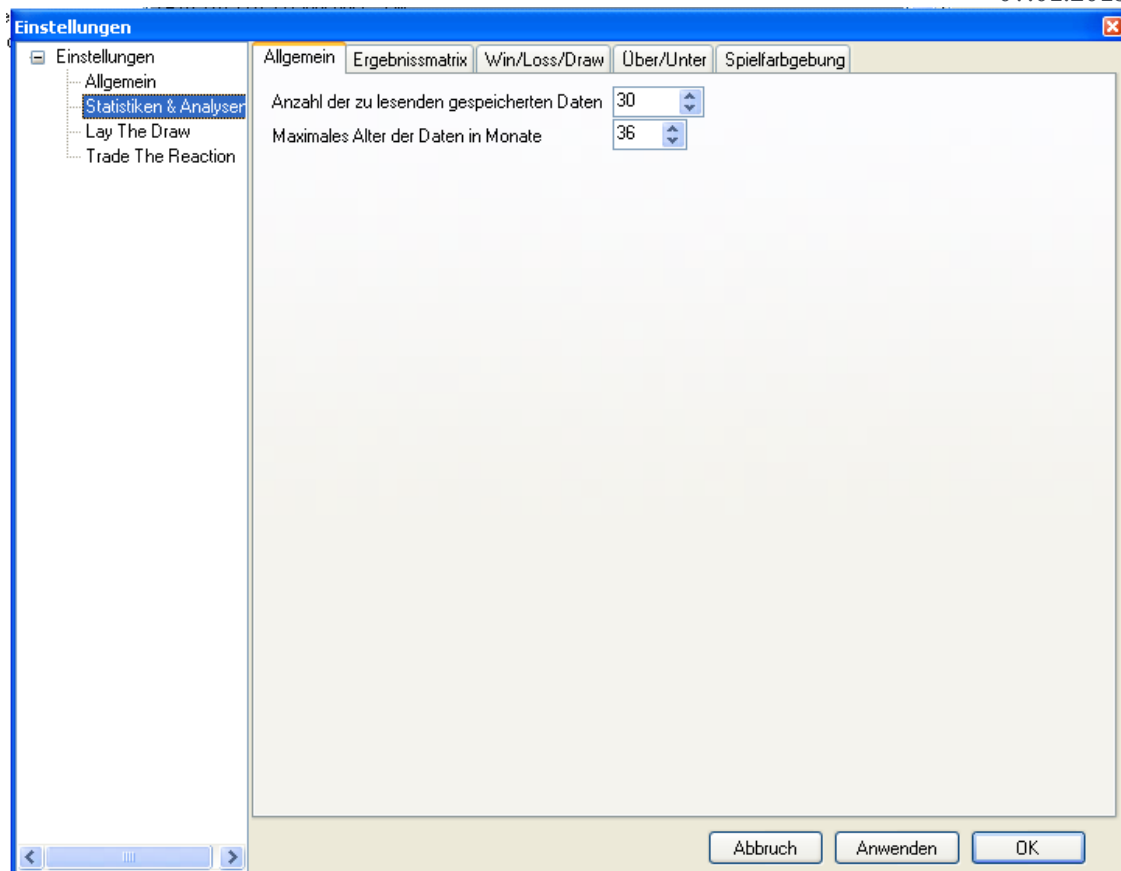 Einstellungen
Einstellungen
Allgemein
Statistiken & Analysen
Lay The Draw
Trade The Reaction
Allgemein Ergebnissmatrix Win/Loss/Draw Über/Unter Spielfarbgebung
Anzahl der zu lesenden gespeicherten Daten 30
Maximales Alter der Daten in Monate 36
Abbruch Anwenden OK